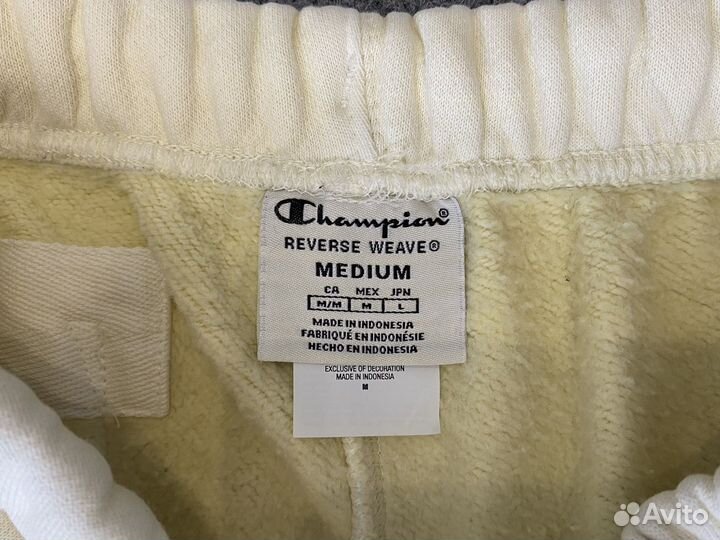 Champion®
REVERSE WEAVE®
MEDIUM
CA MEX JPN
M/M M L
MADE IN INDONESIA
FABRIQUÉ EN INDONÉSIE
HECHO EN INDONESIA
EXCLUSIVE OF DECORATION
MADE IN INDONESIA
M
Avito